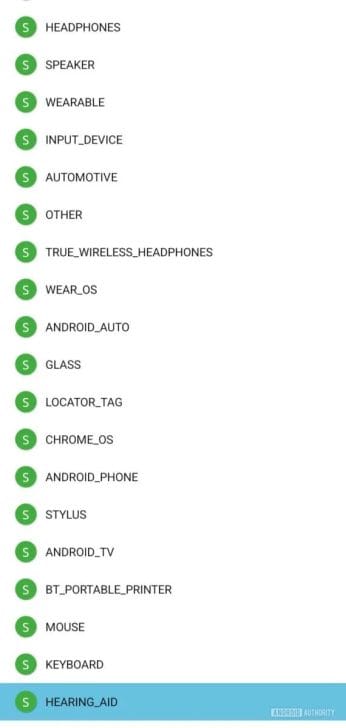 S HEADPHONES
S SPEAKER
S WEARABLE
S INPUT_DEVICE
S AUTOMOTIVE
S OTHER
S TRUE_WIRELESS_HEADPHONES
S WEAR_OS
S ANDROID_AUTO
S GLASS
S LOCATOR_TAG
S CHROME_OS
S ANDROID_PHONE
S STYLUS
S ANDROID_TV
S BT_PORTABLE_PRINTER
S MOUSE
S KEYBOARD
S HEARING_AID
ANDROID AUTHORITY